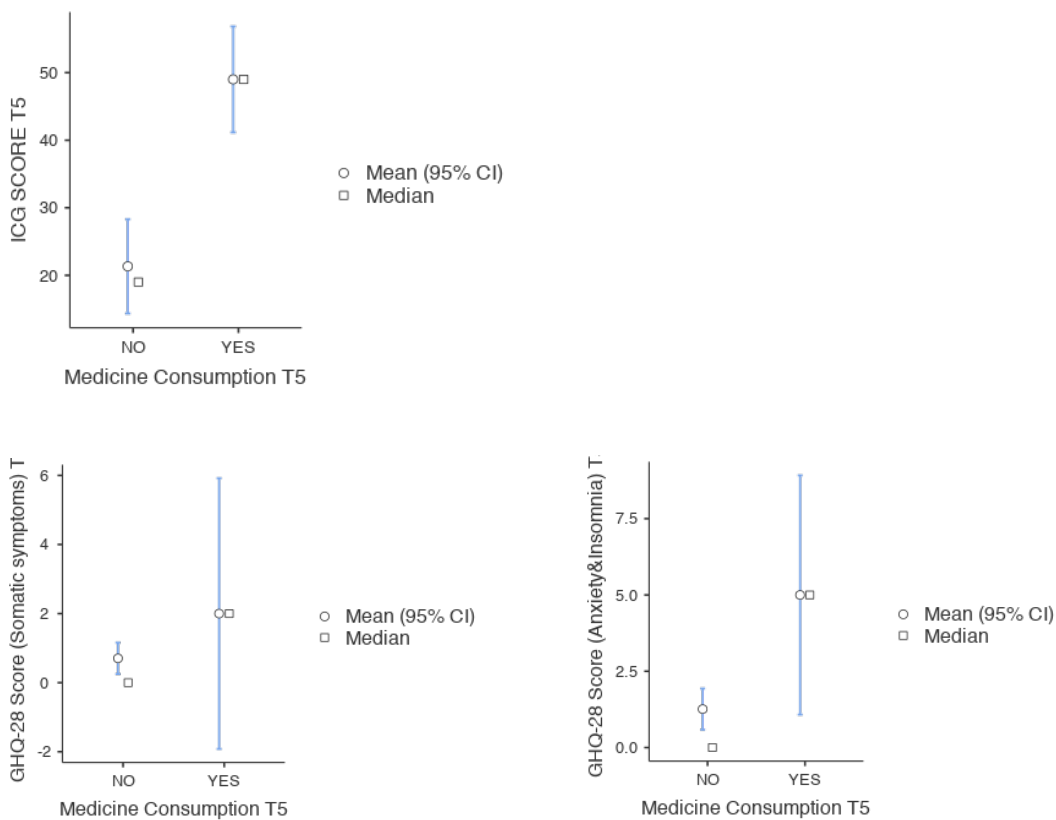 ICG SCORE T5
50
40
30
20
NO YES
Medicine Consumption T5
Mean (95% CI)
Median
GHQ-28 Score (Somatic symptoms) T
6
4
2
0
-2
NO YES
Medicine Consumption T5
Mean (95% CI)
Median
GHQ-28 Score (Anxiety&Insomnia) T
7.5
5.0
2.5
0.0
NO YES
Medicine Consumption T5
Mean (95% CI)
Median